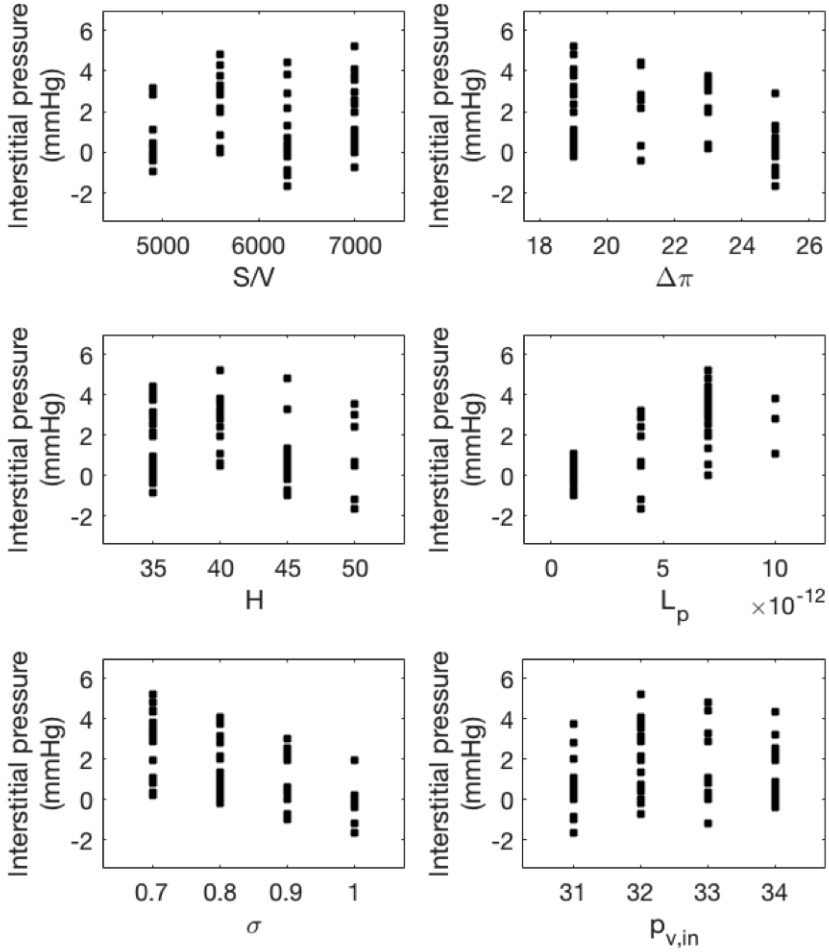 Interstitial pressure
(mmHg)
6
4
2
0
-2
5000 6000 7000
S/V
Interstitial pressure
(mmHg)
6
4
2
0
-2
18 20 22 24 26
Δπ
Interstitial pressure
(mmHg)
6
4
2
0
-2
35 40 45 50
H
Interstitial pressure
(mmHg)
6
4
2
0
-2
0 5 10
×10⁻¹²
Lₚ
Interstitial pressure
(mmHg)
6
4
2
0
-2
0.7 0.8 0.9 1
σ
Interstitial pressure
(mmHg)
6
4
2
0
-2
31 32 33 34
p_v,in